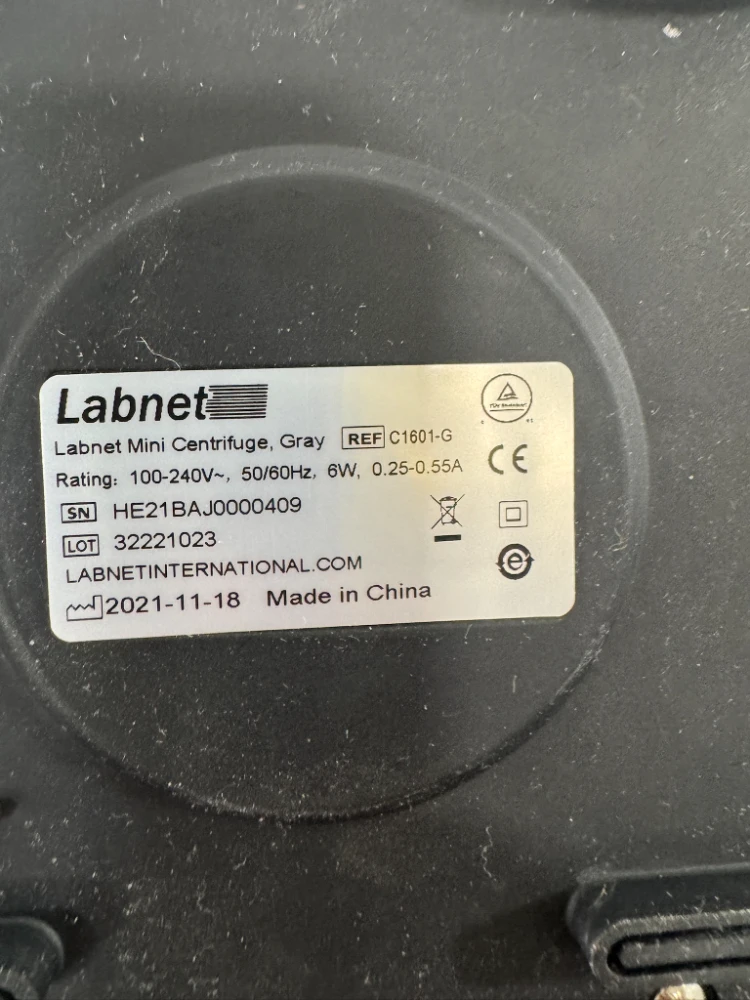 Labnet
Labnet Mini Centrifuge, Gray REF C1601-G
Rating: 100-240V~, 50/60Hz, 6W, 0.25-0.55A
SN HE21BAJ0000409
LOT 32221023
LABNETINTERNATIONAL.COM
2021-11-18 Made in China
CE
e